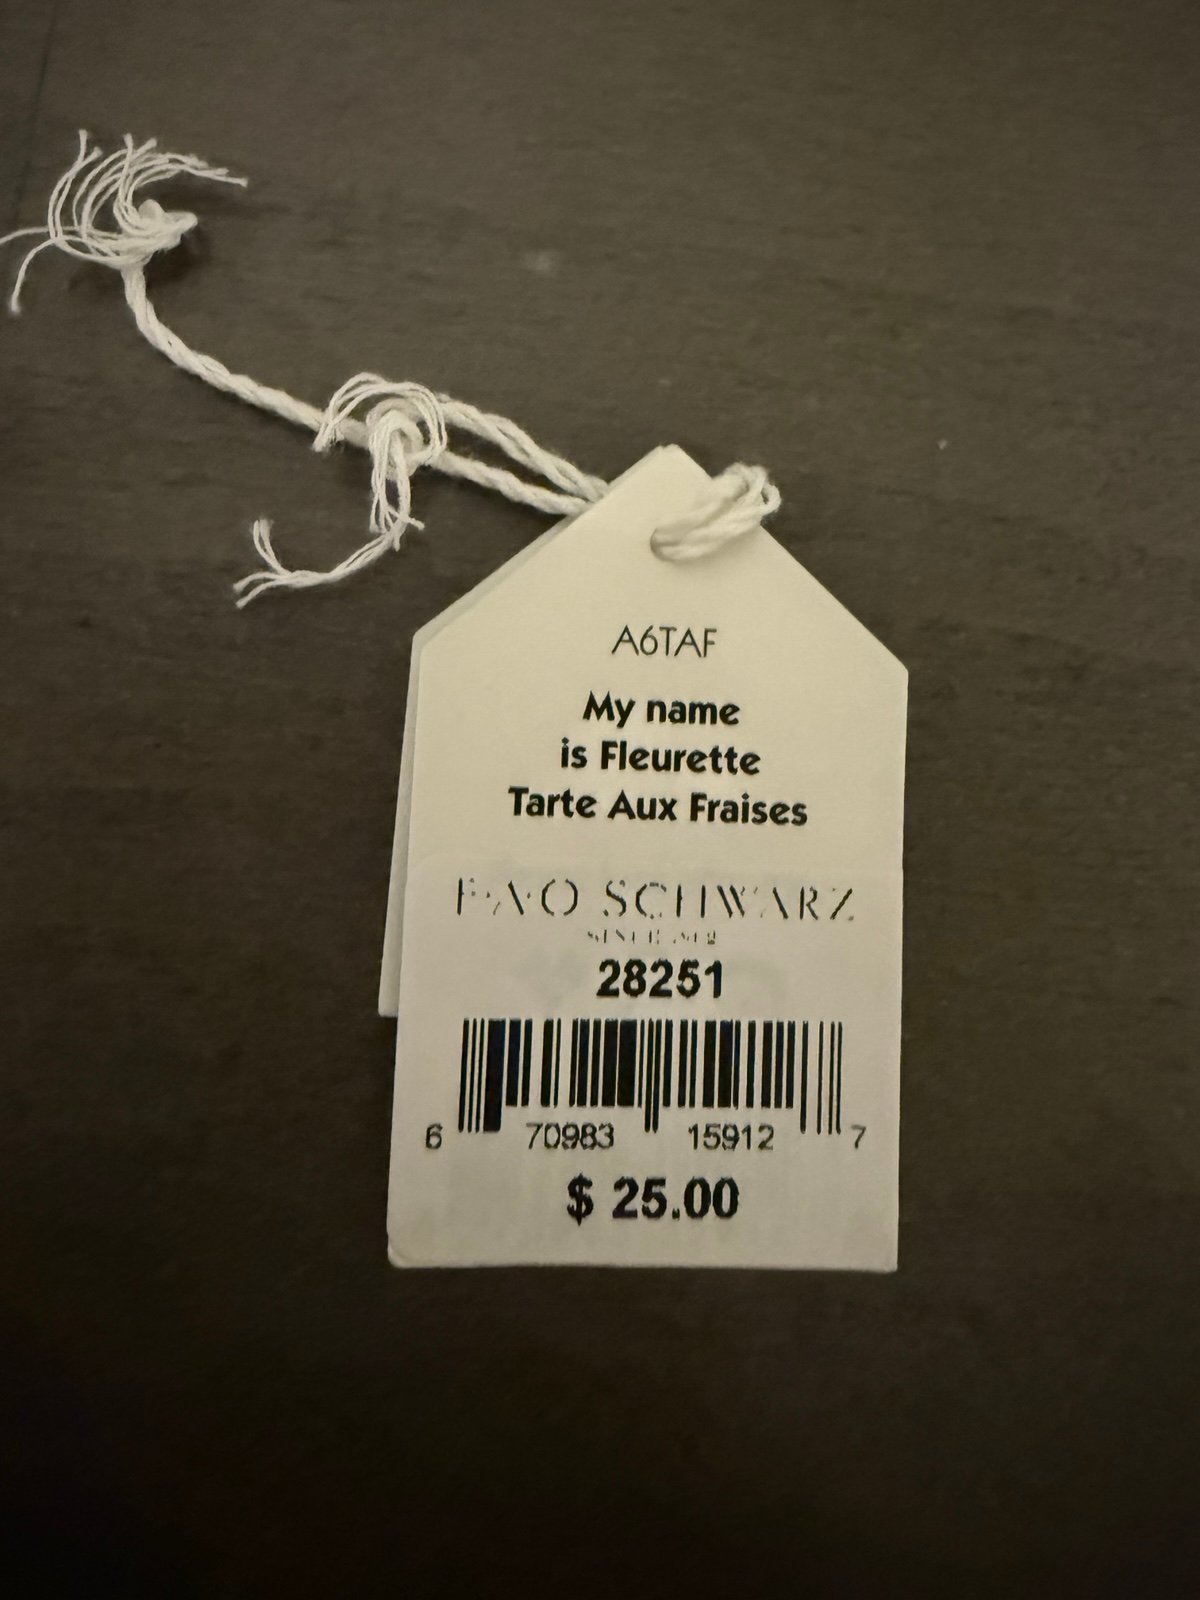 A6TAF
My name
is Fleurette
Tarte Aux Fraises
FAO SCHWARZ
28251
6 70983 15912 7
$ 25.00